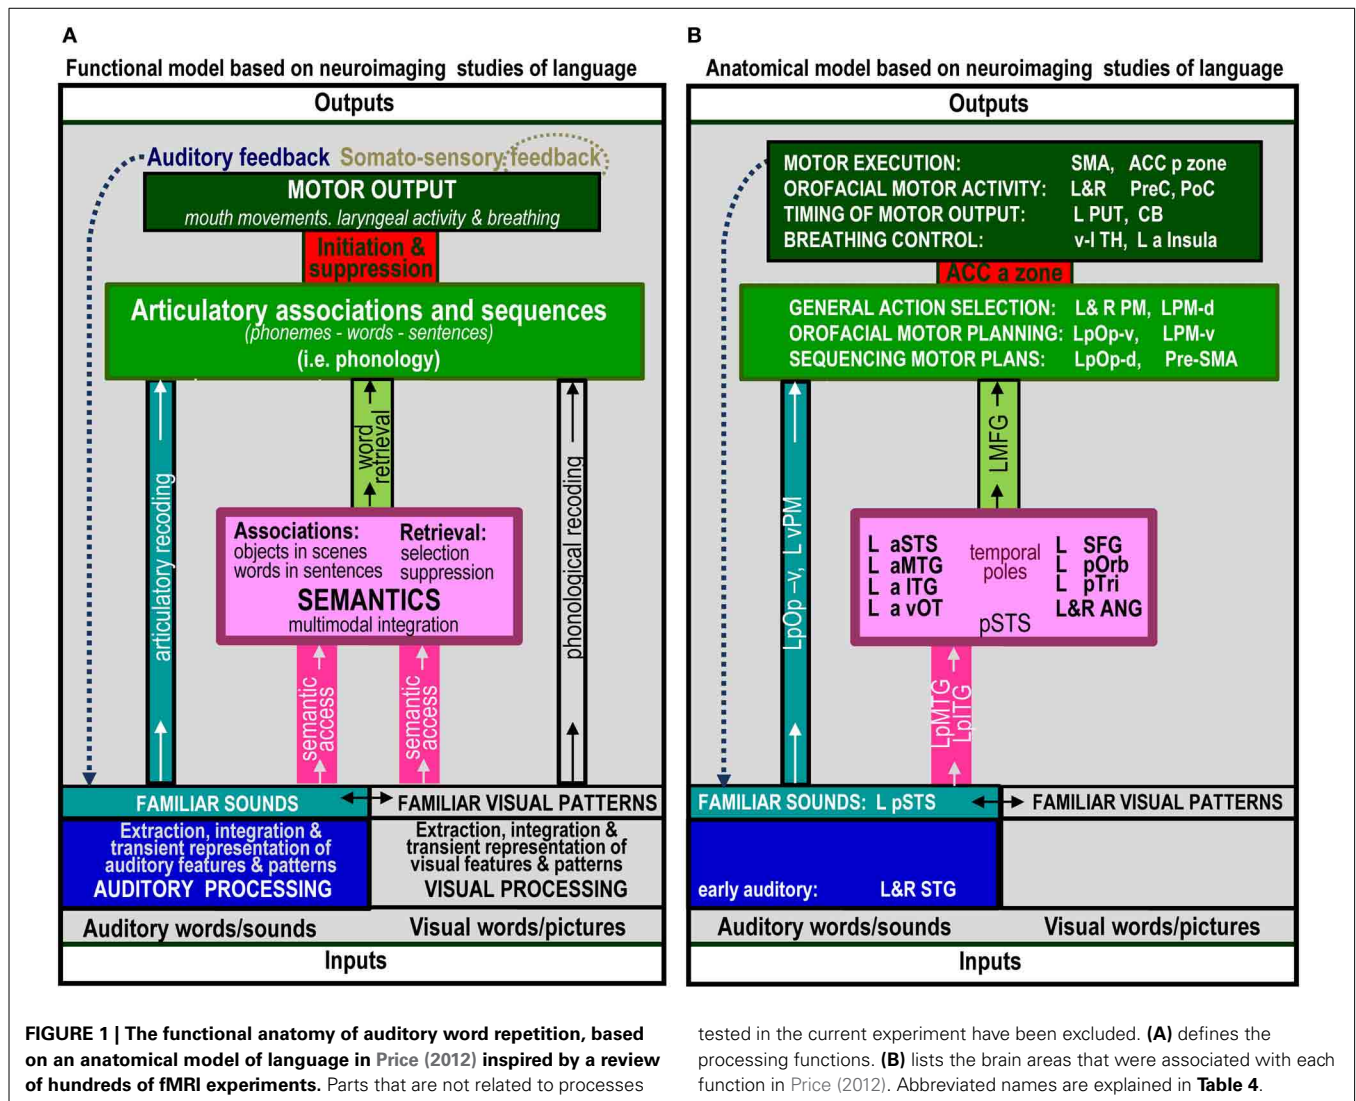 A
Functional model based on neuroimaging studies of language
Outputs
Auditory feedback Somato-sensory feedback
MOTOR OUTPUT
mouth movements. laryngeal activity & breathing
Initiation &
suppression
Articulatory associations and sequences
(phonemes - words - sentences)
(i.e. phonology)
articulatory recoding
word
retrieval
phonological recoding
Associations:
objects in scenes
words in sentences
Retrieval:
selection
suppression
SEMANTICS
multimodal integration
semantic
access
semantic
access
FAMILIAR SOUNDS
FAMILIAR VISUAL PATTERNS
Extraction, integration &
transient representation of
auditory features & patterns
AUDITORY PROCESSING
Extraction, integration &
transient representation of
visual features & patterns
VISUAL PROCESSING
Auditory words/sounds
Visual words/pictures
Inputs
B
Anatomical model based on neuroimaging studies of language
Outputs
MOTOR EXECUTION: SMA, ACC p zone
OROFACIAL MOTOR ACTIVITY: L&R PreC, PoC
TIMING OF MOTOR OUTPUT: L PUT, CB
BREATHING CONTROL: v-l TH, L a Insula
ACC a zone
GENERAL ACTION SELECTION: L& R PM, LPM-d
OROFACIAL MOTOR PLANNING: LpOp-v, LPM-v
SEQUENCING MOTOR PLANS: LpOp-d, Pre-SMA
LpOp –v, L vPM
LMFG
L aSTS
L aMTG
L a ITG
L a vOT
temporal
poles
pSTS
L SFG
L pOrb
L pTri
L&R ANG
LpMTG
LpITG
FAMILIAR SOUNDS: L pSTS
FAMILIAR VISUAL PATTERNS
early auditory: L&R STG
Auditory words/sounds
Visual words/pictures
Inputs
FIGURE 1 | The functional anatomy of auditory word repetition, based
on an anatomical model of language in Price (2012) inspired by a review
of hundreds of fMRI experiments. Parts that are not related to processes
tested in the current experiment have been excluded. (A) defines the
processing functions. (B) lists the brain areas that were associated with each
function in Price (2012). Abbreviated names are explained in Table 4.